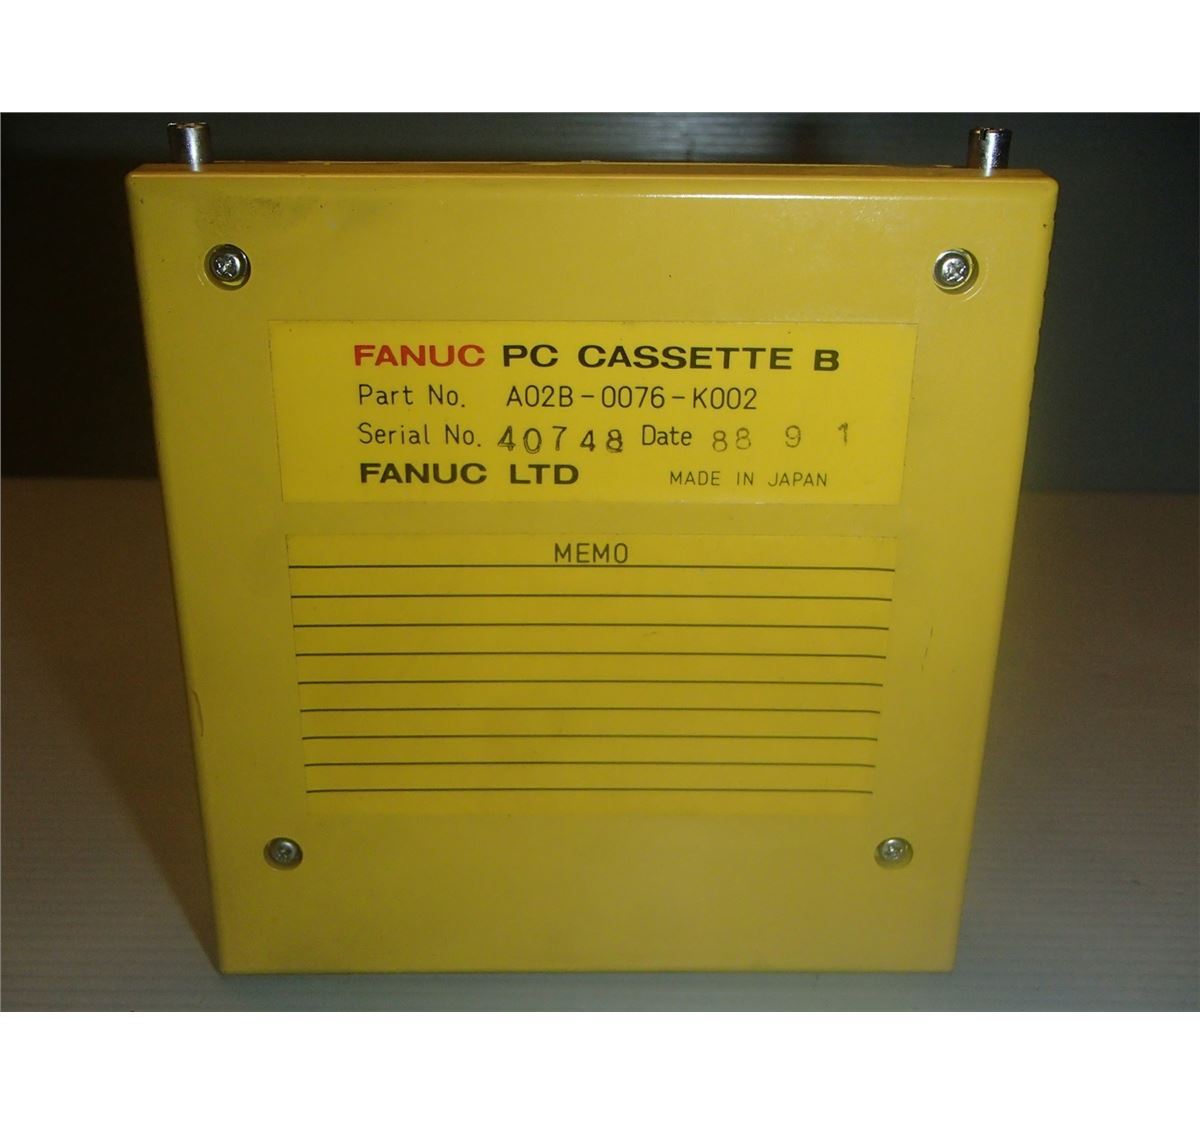 FANUC PC CASSETTE B
Part No. A02B-0076-K002
Serial No. 40748 Date 88 9 1
FANUC LTD MADE IN JAPAN
MEMO